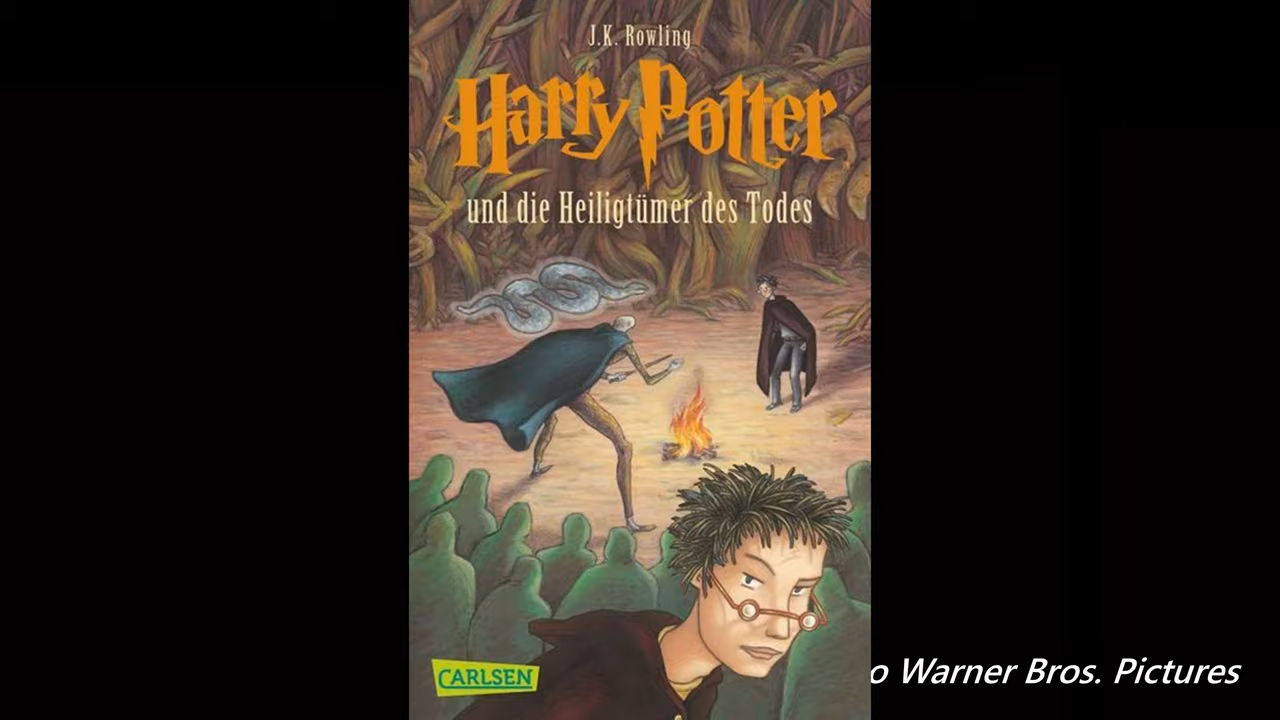 J.K. Rowling
Harry Potter
und die Heiligtümer des Todes
CARLSEN
o Warner Bros. Pictures